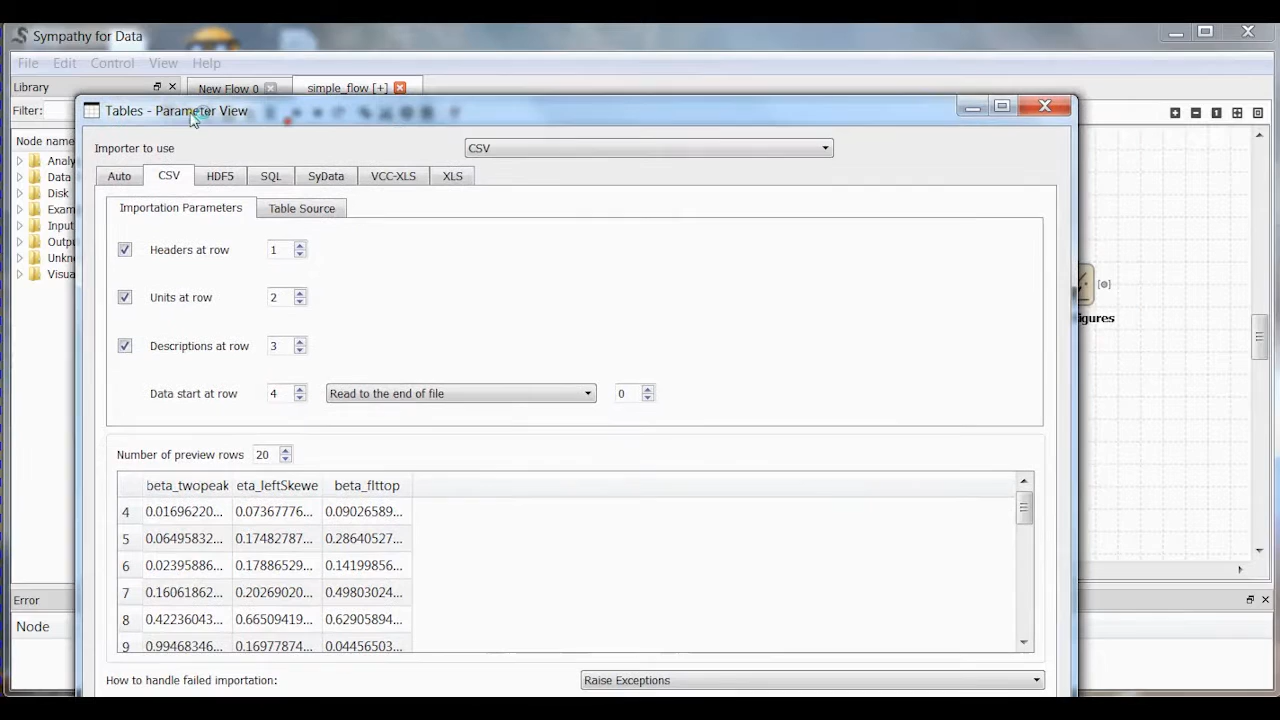 Sympathy for Data
File Edit Control View Help
Library
New Flow 0
simple_flow [+]
Filter:
Tables - Parameter View
Node name
Importer to use
CSV
Auto CSV HDF5 SQL SyData VCC-XLS XLS
Importation Parameters Table Source
Headers at row 1
Units at row 2
Descriptions at row 3
Data start at row 4 Read to the end of file 0
Analy
Data
Disk
Exam
Input
Outpu
Unkn
Visua
igures
Number of preview rows 20
beta_twopeak eta_leftSkewe beta_flttop
4 0.01696220... 0.07367776... 0.09026589...
5 0.06495832... 0.17482787... 0.28640527...
6 0.02395886... 0.17886529... 0.14199856...
7 0.16061862... 0.20269020... 0.49803024...
8 0.42236043... 0.66509419... 0.62905894...
9 0.99468346... 0.16977874... 0.04456503...
Error
Node
How to handle failed importation: Raise Exceptions